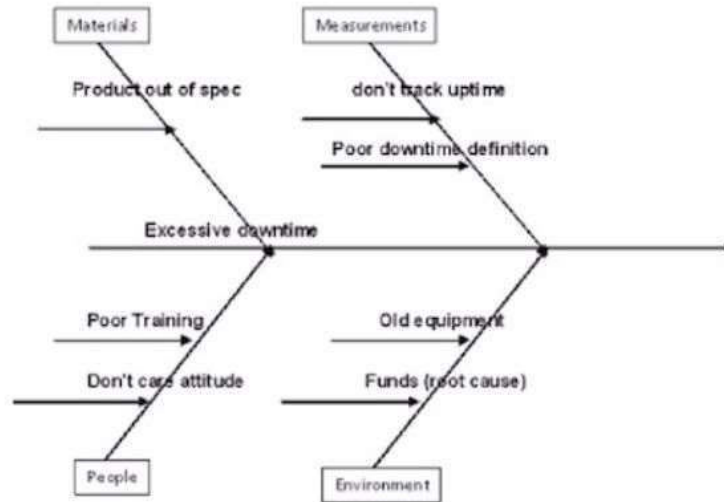 Materials
Measurements
Product out of spec
don't track uptime
Poor downtime definition
Excessive downtime
Poor Training
Old equipment
Don't care attitude
Funds (root cause)
People
Environment